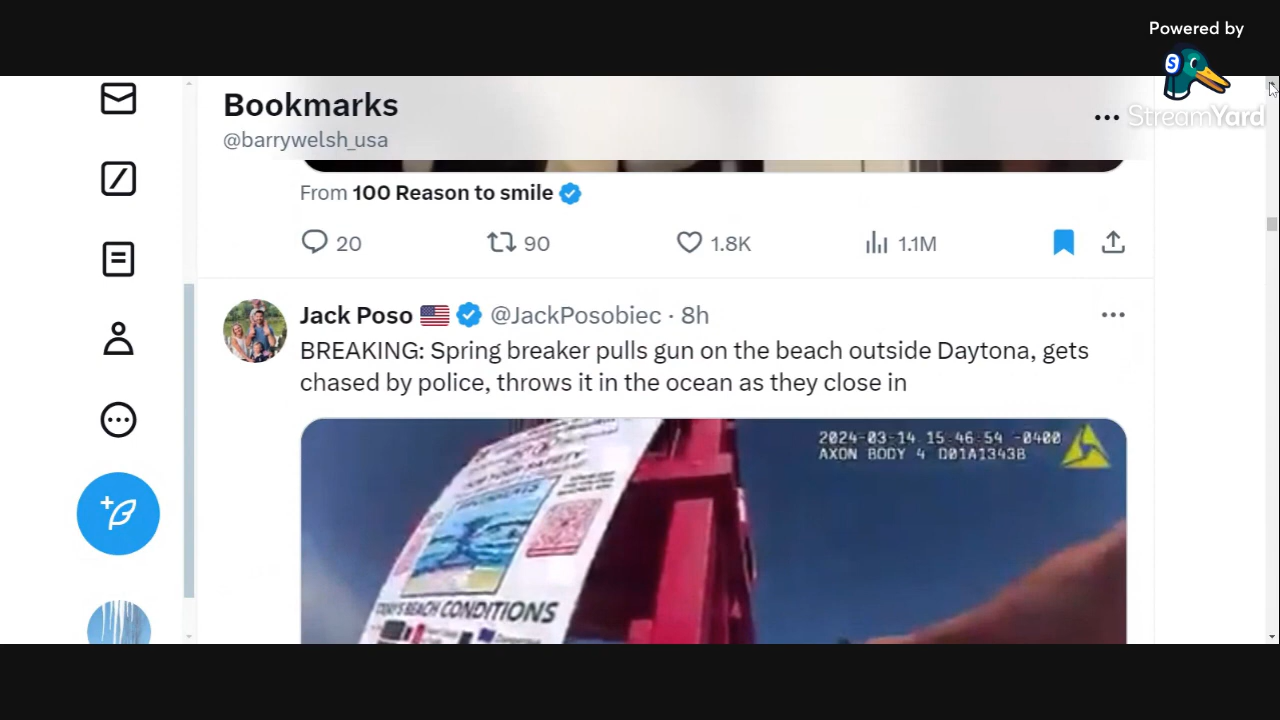 Powered by
S
StreamYard
Bookmarks
@barrywelsh_usa
From 100 Reason to smile
20
90
1.8K
1.1M
Jack Poso @JackPosobiec · 8h
BREAKING: Spring breaker pulls gun on the beach outside Daytona, gets
chased by police, throws it in the ocean as they close in
2024-03-14 15:46:54 -0400
AXON BODY 4 D01A1343B
YOUR SAFETY
BEACH CONDITIONS